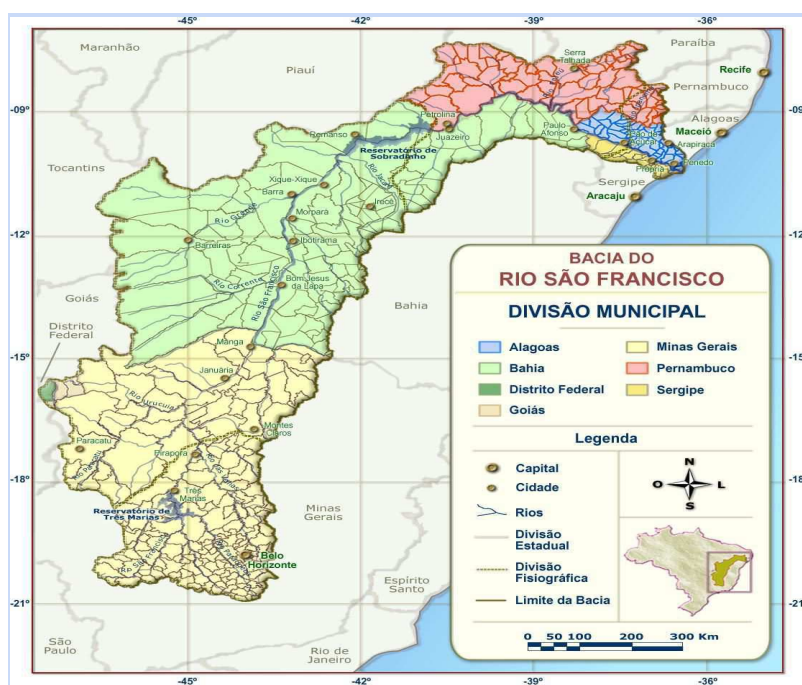 -45°
-42°
-39°
-36°
Maranhão
Piauí
Paraíba
Serra
Talhada
Recife
Pernambuco
-09°
-09°
Petrolina
Alagoas
Remanso
Juazeiro
Paulo
Afonso
Pão de
Açúcar
Maceió
Reservatório de
Sobradinho
Arapiraca
Penedo
Propriá
Tocantins
Xique-Xique
Sergipe
Barra
Irecê
Aracaju
Morpará
Rio Grande
-12°
-12°
Barreiras
Ibotirama
Rio Corrente
Bom Jesus
da Lapa
Rio São Francisco
Goiás
Bahia
Distrito
Federal
Manga
-15°
-15°
Januária
Rio Urucuia
Montes
Claros
Paracatu
Pirapora
Rio Paracatu
-18°
-18°
Três
Marias
Reservatório de
Três Marias
Minas
Gerais
Belo
Horizonte
Espírito
Santo
-21°
-21°
São
Paulo
Rio de
Janeiro
-45°
-42°
-39°
-36°
BACIA DO
RIO SÃO FRANCISCO
DIVISÃO MUNICIPAL
Alagoas
Minas Gerais
Bahia
Pernambuco
Distrito Federal
Sergipe
Goiás
Legenda
Capital
Cidade
Rios
Divisão
Estadual
Divisão
Fisiográfica
Limite da Bacia
N
O
L
S
0 50 100 200 300 Km